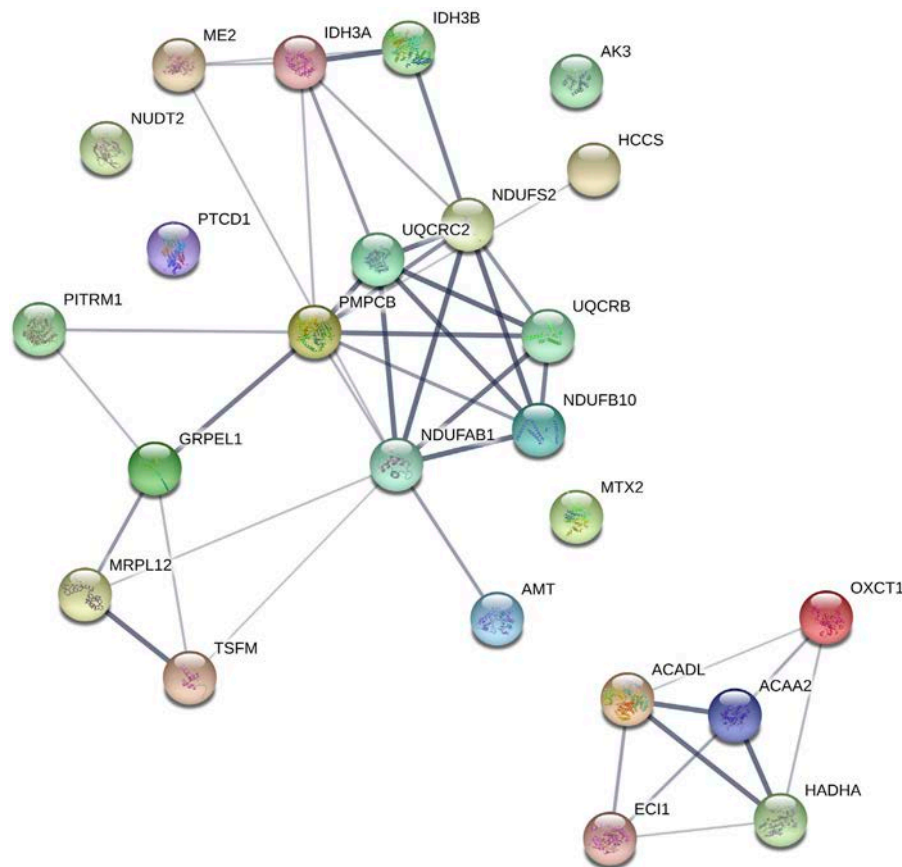 IDH3B
ME2
IDH3A
AK3
NUDT2
HCCS
NDUFS2
PTCD1
UQCRC2
PITRM1
PMPCB
UQCRB
NDUFB10
GRPEL1
NDUFAB1
MTX2
MRPL12
AMT
OXCT1
TSFM
ACADL
ACAA2
ECI1
HADHA